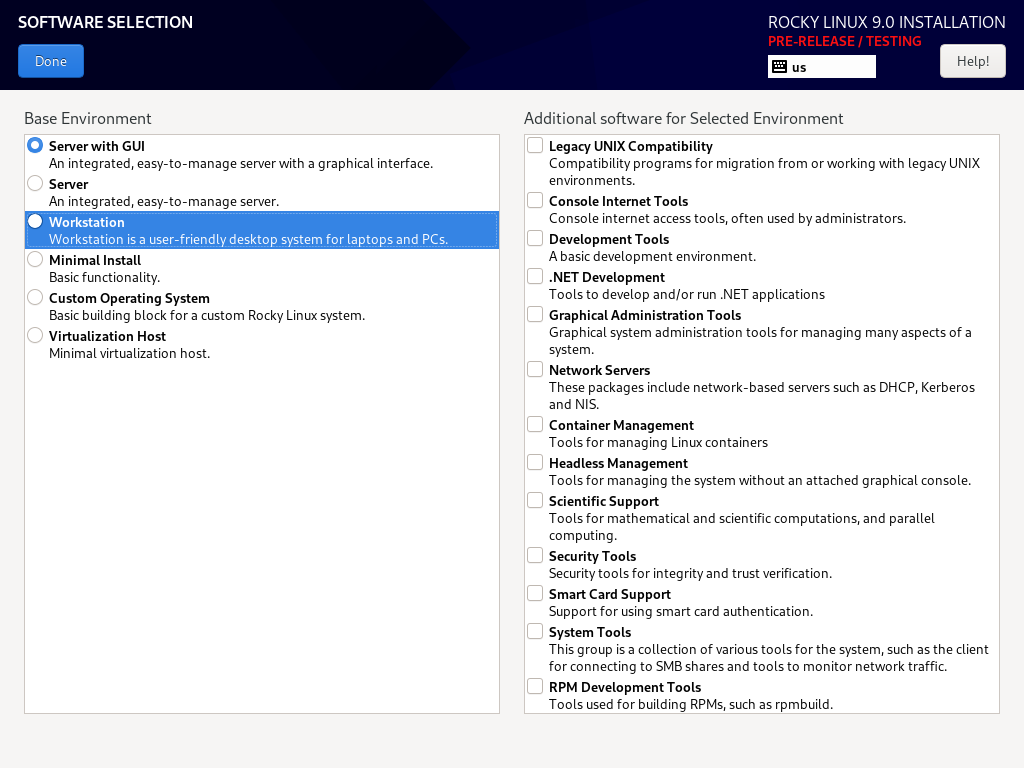 SOFTWARE SELECTION
Done
ROCKY LINUX 9.0 INSTALLATION
PRE-RELEASE / TESTING
us
Help!
Base Environment
Server with GUI
An integrated, easy-to-manage server with a graphical interface.
Server
An integrated, easy-to-manage server.
Workstation
Workstation is a user-friendly desktop system for laptops and PCs.
Minimal Install
Basic functionality.
Custom Operating System
Basic building block for a custom Rocky Linux system.
Virtualization Host
Minimal virtualization host.
Additional software for Selected Environment
Legacy UNIX Compatibility
Compatibility programs for migration from or working with legacy UNIX
environments.
Console Internet Tools
Console internet access tools, often used by administrators.
Development Tools
A basic development environment.
.NET Development
Tools to develop and/or run .NET applications
Graphical Administration Tools
Graphical system administration tools for managing many aspects of a
system.
Network Servers
These packages include network-based servers such as DHCP, Kerberos
and NIS.
Container Management
Tools for managing Linux containers
Headless Management
Tools for managing the system without an attached graphical console.
Scientific Support
Tools for mathematical and scientific computations, and parallel
computing.
Security Tools
Security tools for integrity and trust verification.
Smart Card Support
Support for using smart card authentication.
System Tools
This group is a collection of various tools for the system, such as the client
for connecting to SMB shares and tools to monitor network traffic.
RPM Development Tools
Tools used for building RPMs, such as rpmbuild.